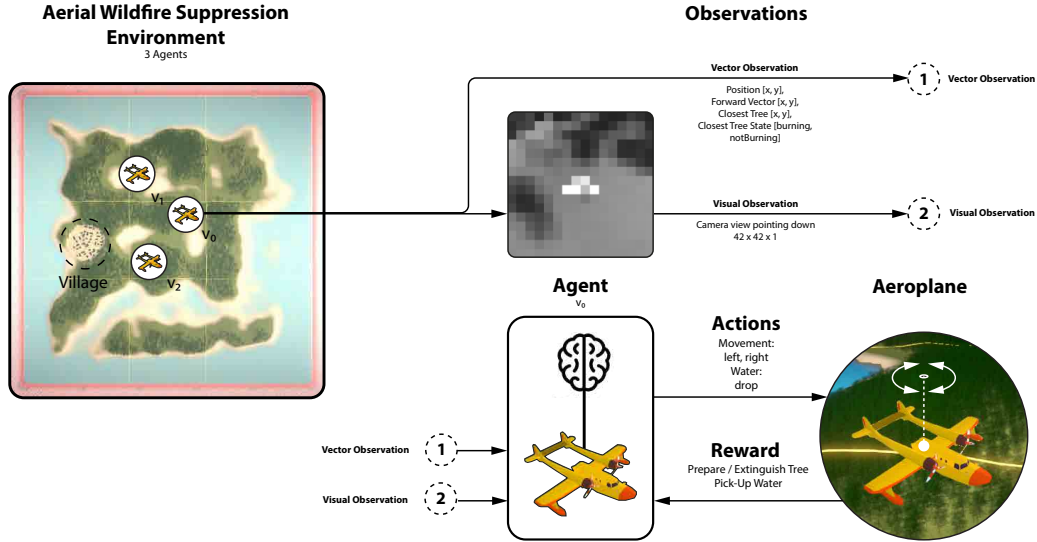 Aerial Wildfire Suppression
Environment
3 Agents
V1
V0
V2
Village
Observations
Vector Observation
Position [x, y],
Forward Vector [x, y],
Closest Tree [x, y],
Closest Tree State [burning,
notBurning]
1
Vector Observation
Visual Observation
Camera view pointing down
42 x 42 x 1
2
Visual Observation
Agent
V0
Vector Observation
1
Visual Observation
2
Actions
Movement:
left, right
Water:
drop
Reward
Prepare / Extinguish Tree
Pick-Up Water
Aeroplane